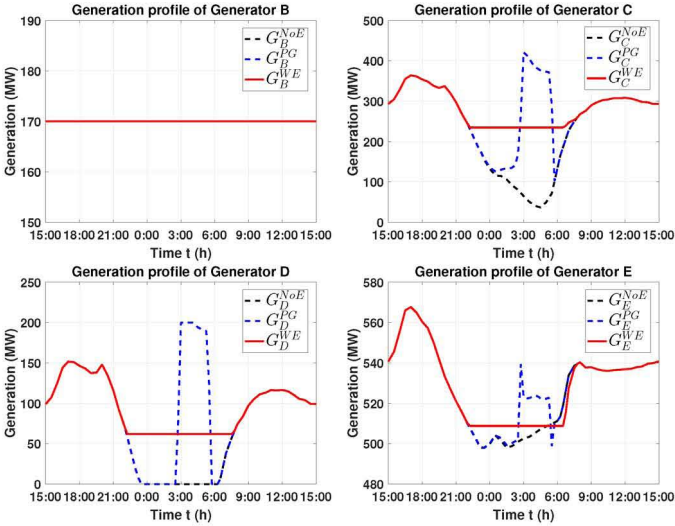 Generation profile of Generator B
Generation (MW)
190
180
170
160
150
G_B^{NoE}
G_B^{PG}
G_B^{WE}
15:00 18:00 21:00 0:00 3:00 6:00 9:00 12:00 15:00
Time t (h)
Generation profile of Generator C
Generation (MW)
500
400
300
200
100
0
G_C^{NoE}
G_C^{PG}
G_C^{WE}
15:00 18:00 21:00 0:00 3:00 6:00 9:00 12:00 15:00
Time t (h)
Generation profile of Generator D
Generation (MW)
250
200
150
100
50
0
G_D^{NoE}
G_D^{PG}
G_D^{WE}
15:00 18:00 21:00 0:00 3:00 6:00 9:00 12:00 15:00
Time t (h)
Generation profile of Generator E
Generation (MW)
580
560
540
520
500
480
G_E^{NoE}
G_E^{PG}
G_E^{WE}
15:00 18:00 21:00 0:00 3:00 6:00 9:00 12:00 15:00
Time t (h)